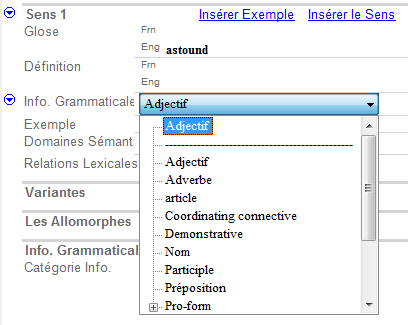 Sens 1 Insérer Exemple Insérer le Sens
Glose Frn
Eng astound
Définition Frn
Eng
Info. Grammaticale Adjectif
Exemple Adjectif
Domaines Sémant
Relations Lexicales Adjectif
Adverbe
Variantes article
Les Allomorphes Coordinating connective
Demonstrative
Info. Grammatical Nom
Catégorie Info. Participle
Préposition
Pro-form